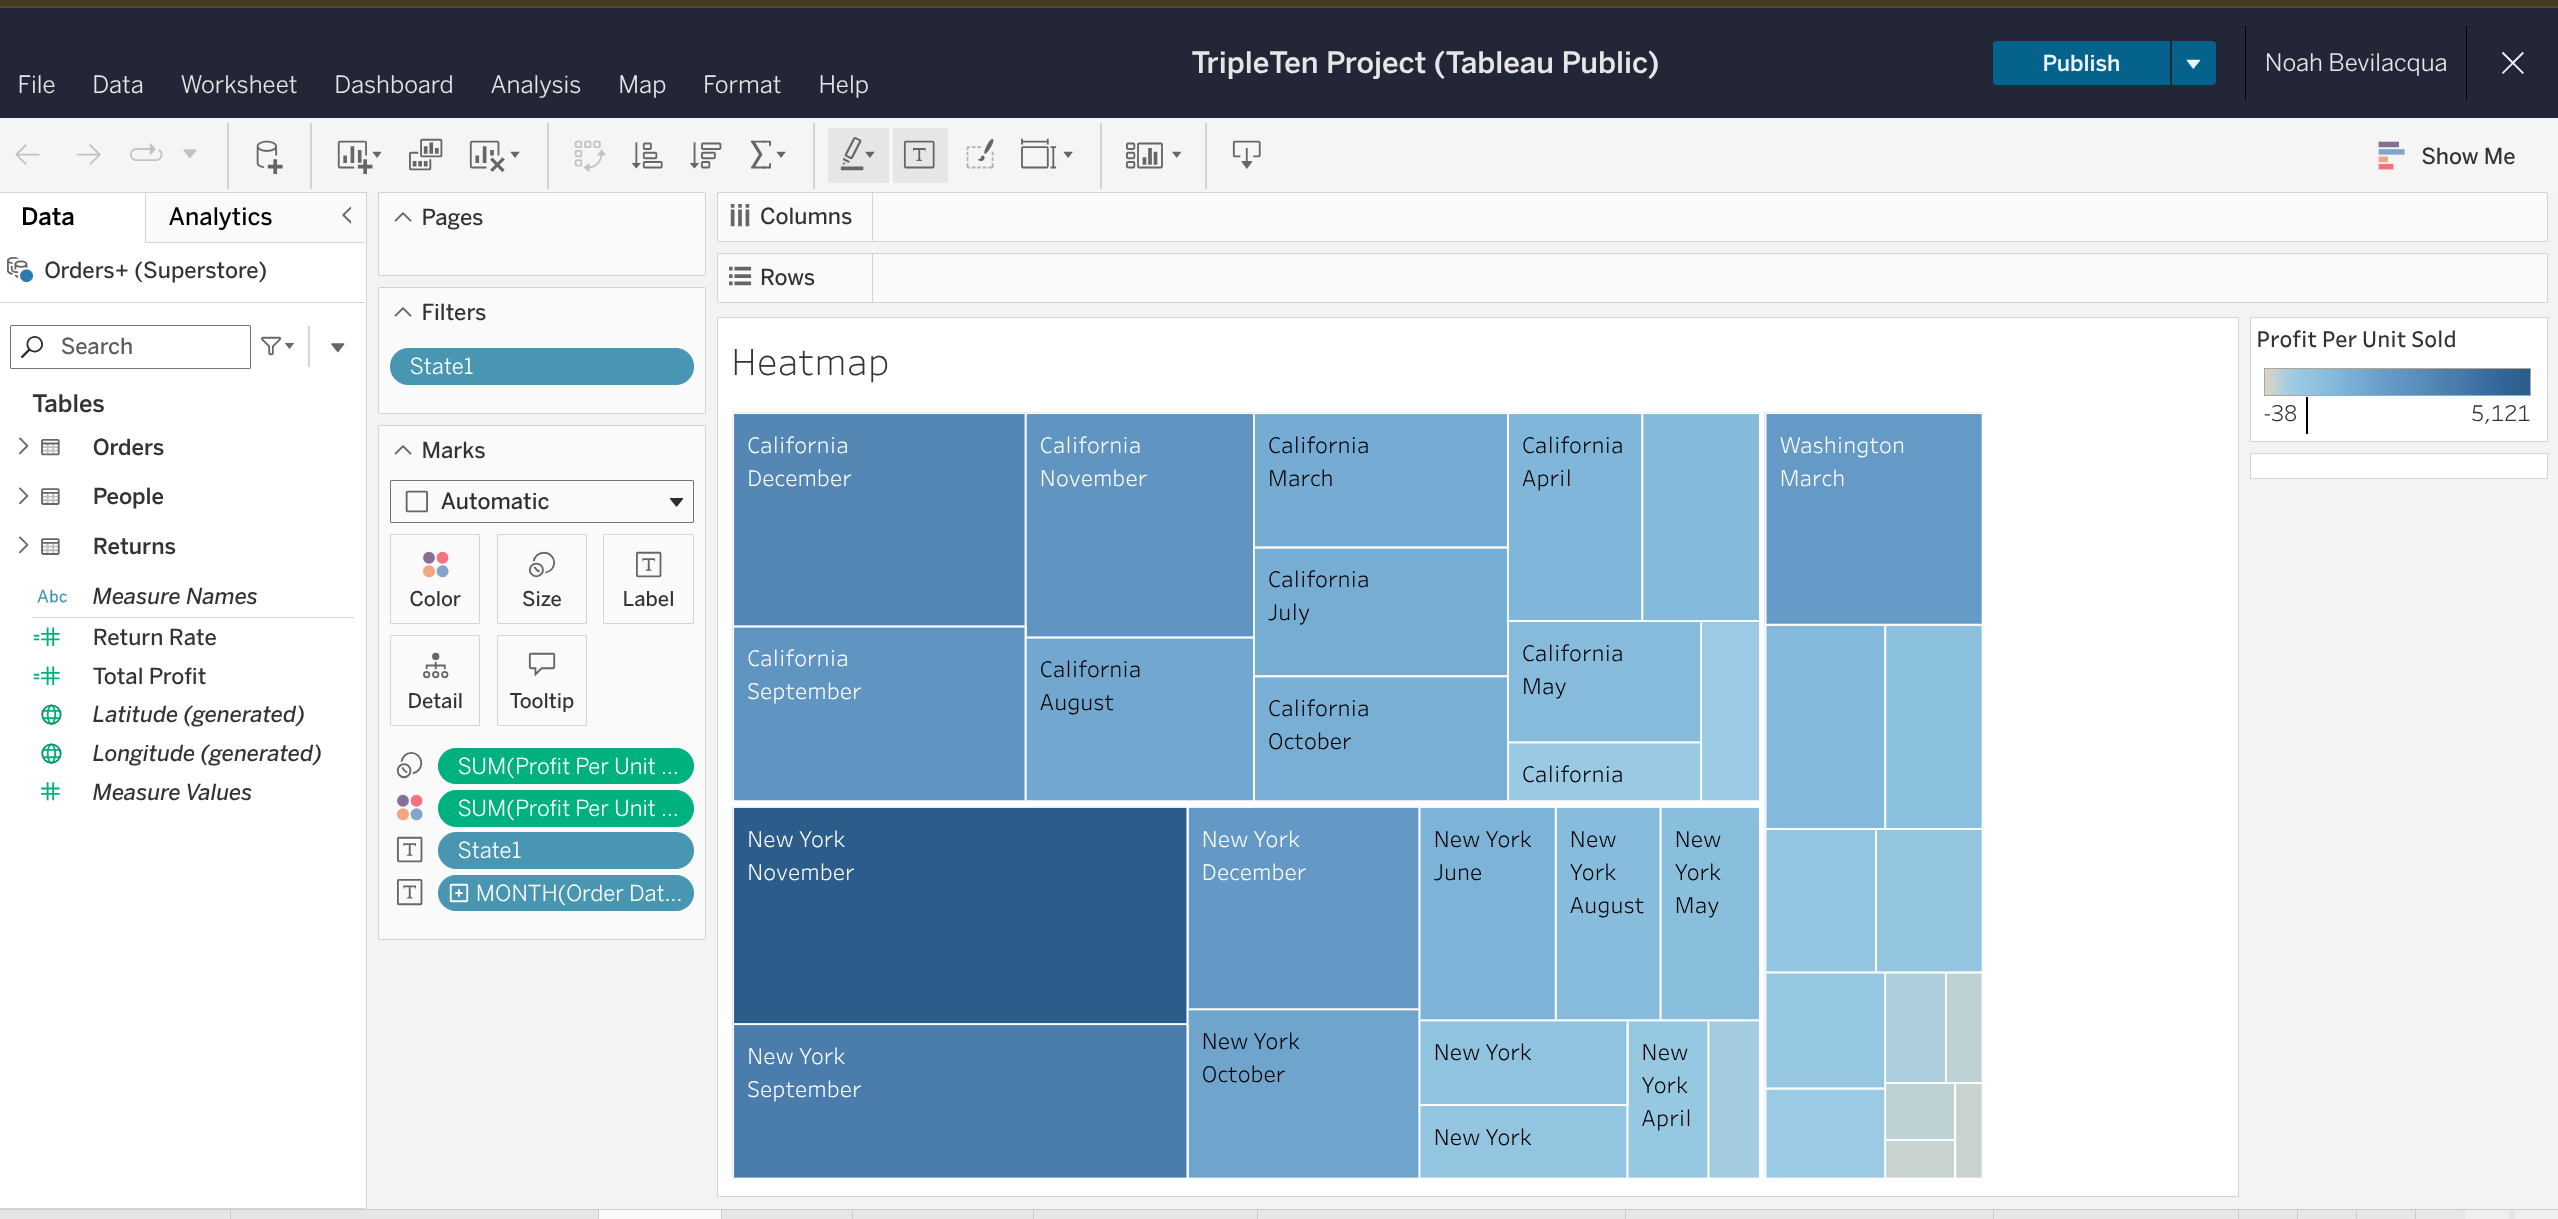 TripleTen Project (Tableau Public)
Publish
Noah Bevilacqua
File Data Worksheet Dashboard Analysis Map Format Help
Show Me
Data Analytics
Orders+ (Superstore)
Search
Tables
Orders
People
Returns
Abc Measure Names
Return Rate
Total Profit
Latitude (generated)
Longitude (generated)
Measure Values
Pages
Filters
State1
Marks
Automatic
Color Size Label
Detail Tooltip
SUM(Profit Per Unit ...
SUM(Profit Per Unit ...
State1
MONTH(Order Dat...
Columns
Rows
Heatmap
California
December
California
November
California
March
California
April
Washington
March
California
July
California
September
California
August
California
May
California
October
California
New York
November
New York
December
New York
June
New
York
August
New
York
May
New York
September
New York
October
New York
New
York
April
New York
Profit Per Unit Sold
-38 5,121